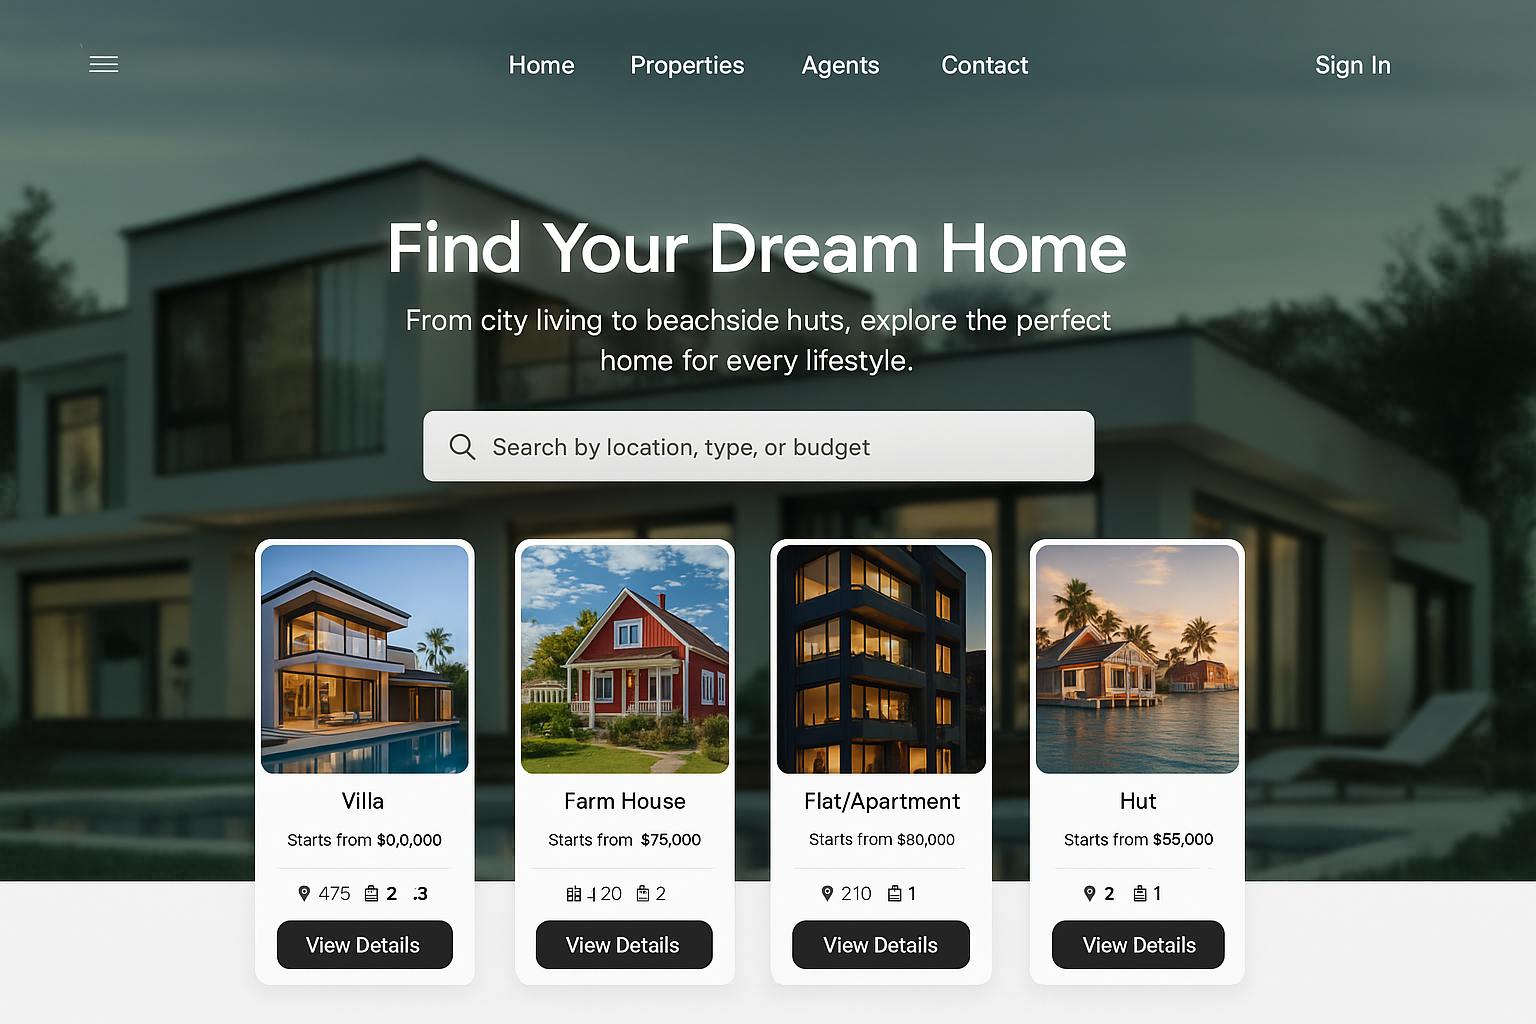 Home Properties Agents Contact Sign In
Find Your Dream Home
From city living to beachside huts, explore the perfect
home for every lifestyle.
Search by location, type, or budget
Villa
Starts from $0,0,000
475 2 .3
View Details
Farm House
Starts from $75,000
20 2
View Details
Flat/Apartment
Starts from $80,000
210 1
View Details
Hut
Starts from $55,000
2 1
View Details